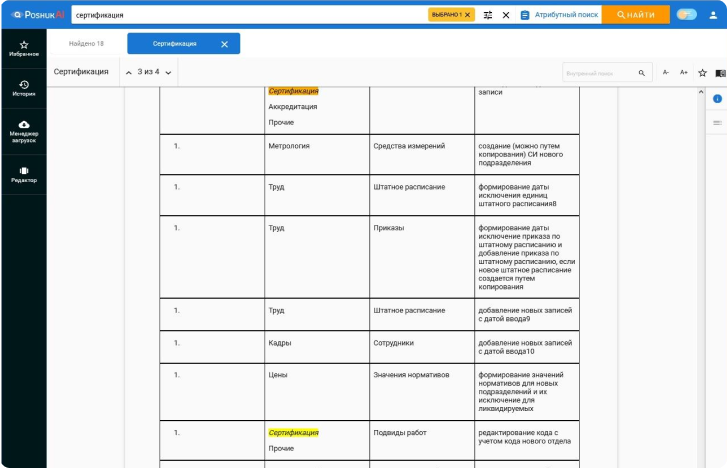 POSHUKAI
сертификация
ВЫБРАНО 1 X
Атрибутный поиск
НАЙТИ
Избранное
История
Менеджер
загрузок
Редактор
Найдено 18
Сертификация
Сертификация
3 из 4
Внутренний поиск
A-
A+
Сертификация
Аккредитация
Прочие
записи
1.
Метрология
Средства измерений
создание (можно путем
копирования) СИ нового
подразделения
1.
Труд
Штатное расписание
формирование даты
исключения единиц
штатного расписания8
1.
Труд
Приказы
формирование даты
исключение приказа по
штатному расписанию и
добавление приказа по
штатному расписанию, если
новое штатное расписание
создается путем
копирования
1.
Труд
Штатное расписание
добавление новых записей
с датой ввода9
1.
Кадры
Сотрудники
добавление новых записей
с датой ввода10
1.
Цены
Значения нормативов
формирование значений
нормативов для новых
подразделений и их
исключение для
ликвидируемых
1.
Сертификация
Прочие
Подвиды работ
редактирование кода с
учетом кода нового отдела